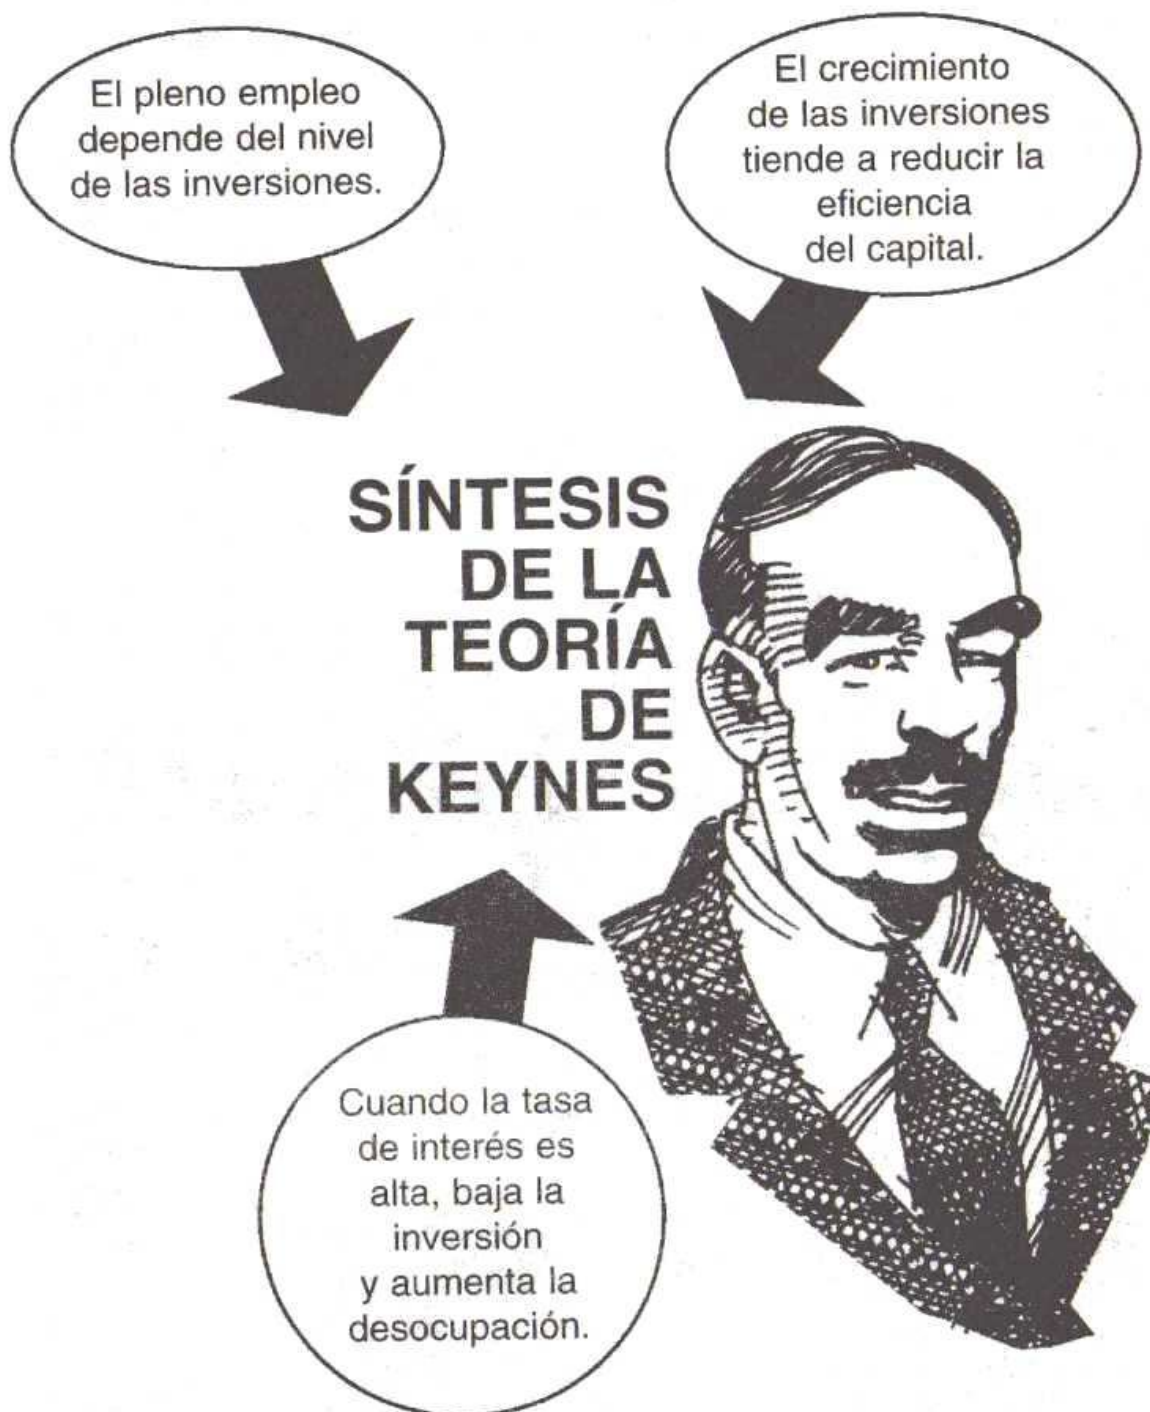 El pleno empleo
depende del nivel
de las inversiones.
El crecimiento
de las inversiones
tiende a reducir la
eficiencia
del capital.
SÍNTESIS
DE LA
TEORÍA
DE
KEYNES
Cuando la tasa
de interés es
alta, baja la
inversión
y aumenta la
desocupación.